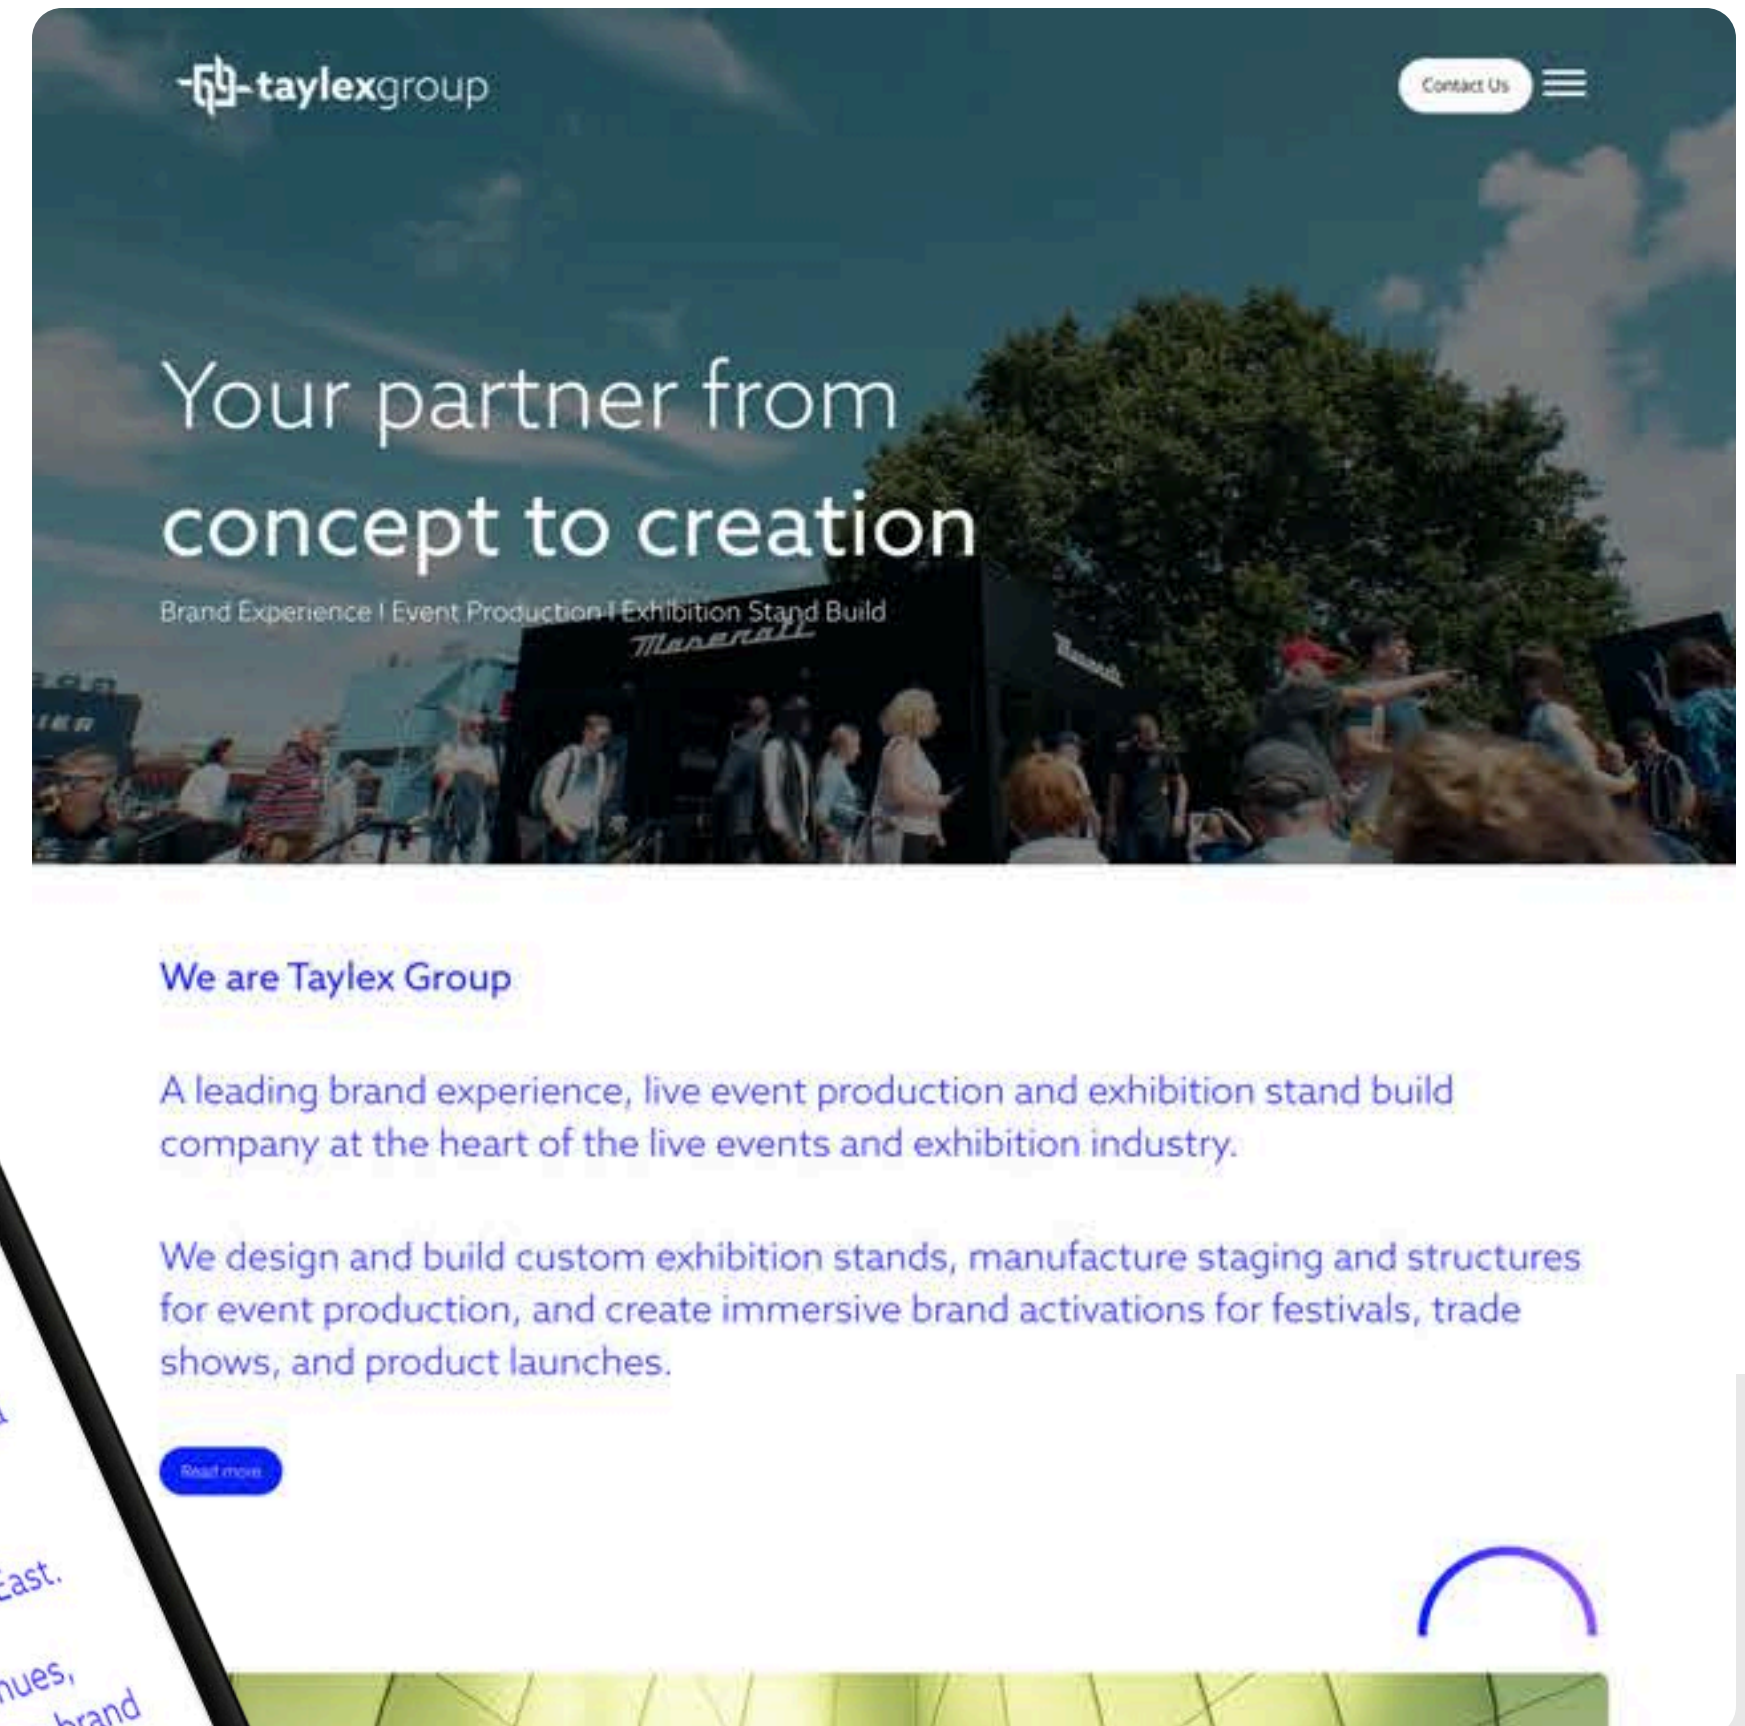 taylexgroup
Contact Us
Your partner from
concept to creation
Brand Experience | Event Production | Exhibition Stand Build
Maserati
Maserati
We are Taylex Group
A leading brand experience, live event production and exhibition stand build
company at the heart of the live events and exhibition industry.
We design and build custom exhibition stands, manufacture staging and structures
for event production, and create immersive brand activations for festivals, trade
shows, and product launches.
Read more
East.
brand